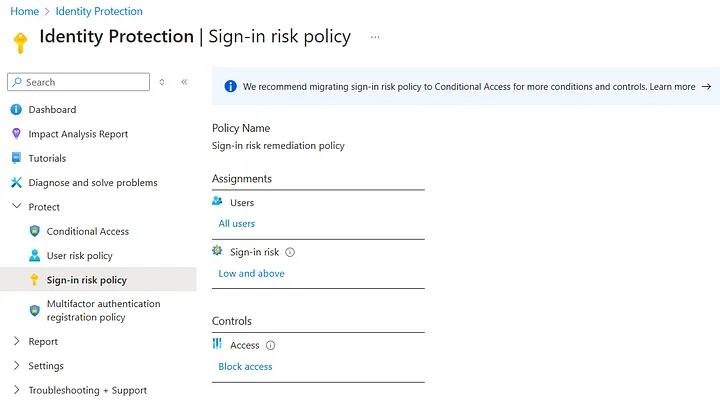 Home > Identity Protection
Identity Protection | Sign-in risk policy ...
Search
Dashboard
Impact Analysis Report
Tutorials
Diagnose and solve problems
Protect
Conditional Access
User risk policy
Sign-in risk policy
Multifactor authentication
registration policy
Report
Settings
Troubleshooting + Support
We recommend migrating sign-in risk policy to Conditional Access for more conditions and controls. Learn more →
Policy Name
Sign-in risk remediation policy
Assignments
Users
All users
Sign-in risk
Low and above
Controls
Access
Block access